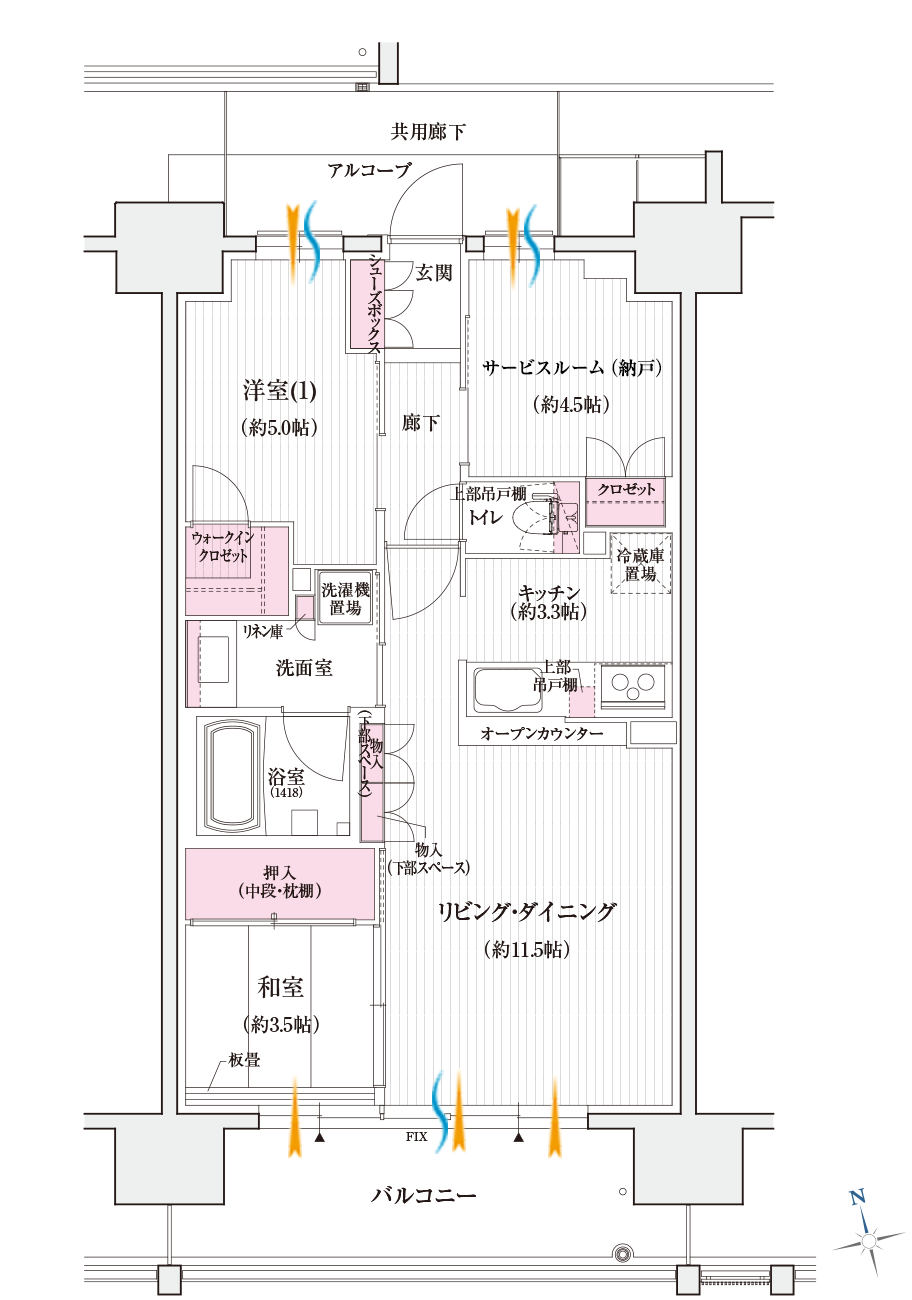 共用廊下
アルコーブ
シューズボックス
玄関
洋室(1)
(約5.0帖)
廊下
サービスルーム(納戸)
(約4.5帖)
上部吊戸棚
トイレ
クロゼット
ウォークイン
クロゼット
洗濯機
置場
リネン庫
洗面室
冷蔵庫
置場
キッチン
(約3.3帖)
上部
吊戸棚
オープンカウンター
物入
(下部スペース)
浴室
(1418)
物入
(下部スペース)
押入
(中段・枕棚)
リビング・ダイニング
(約11.5帖)
和室
(約3.5帖)
板畳
FIX
バルコニー
N